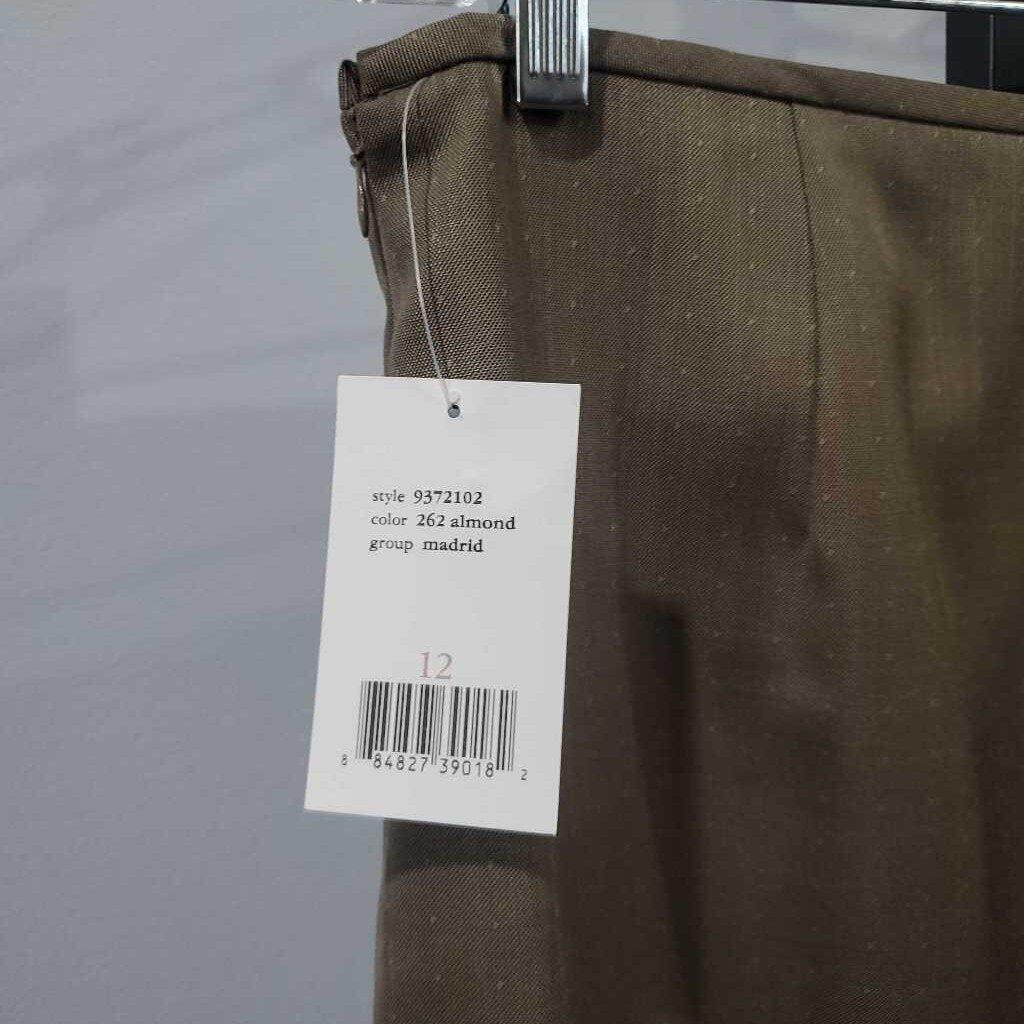 style 9372102
color 262 almond
group madrid
12
8 84827 39018 2